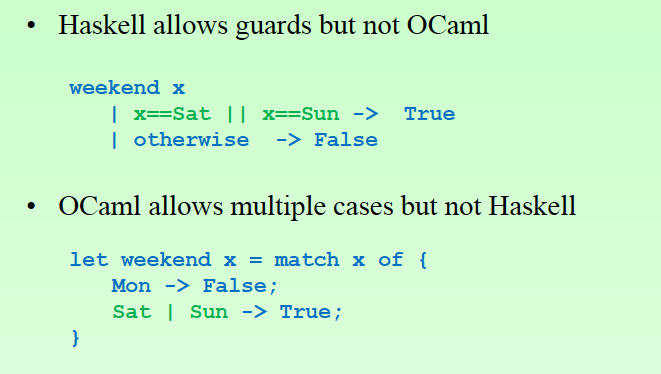 • Haskell allows guards but not OCaml
weekend x
| x==Sat || x==Sun -> True
| otherwise -> False
• OCaml allows multiple cases but not Haskell
let weekend x = match x of {
Mon -> False;
Sat | Sun -> True;
}